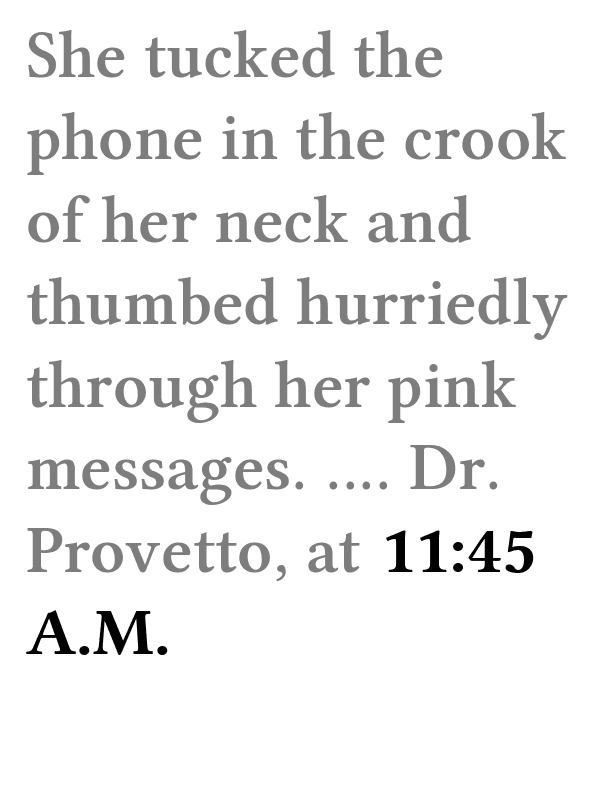 She tucked the
phone in the crook
of her neck and
thumbed hurriedly
through her pink
messages. .... Dr.
Provetto, at 11:45
A.M.